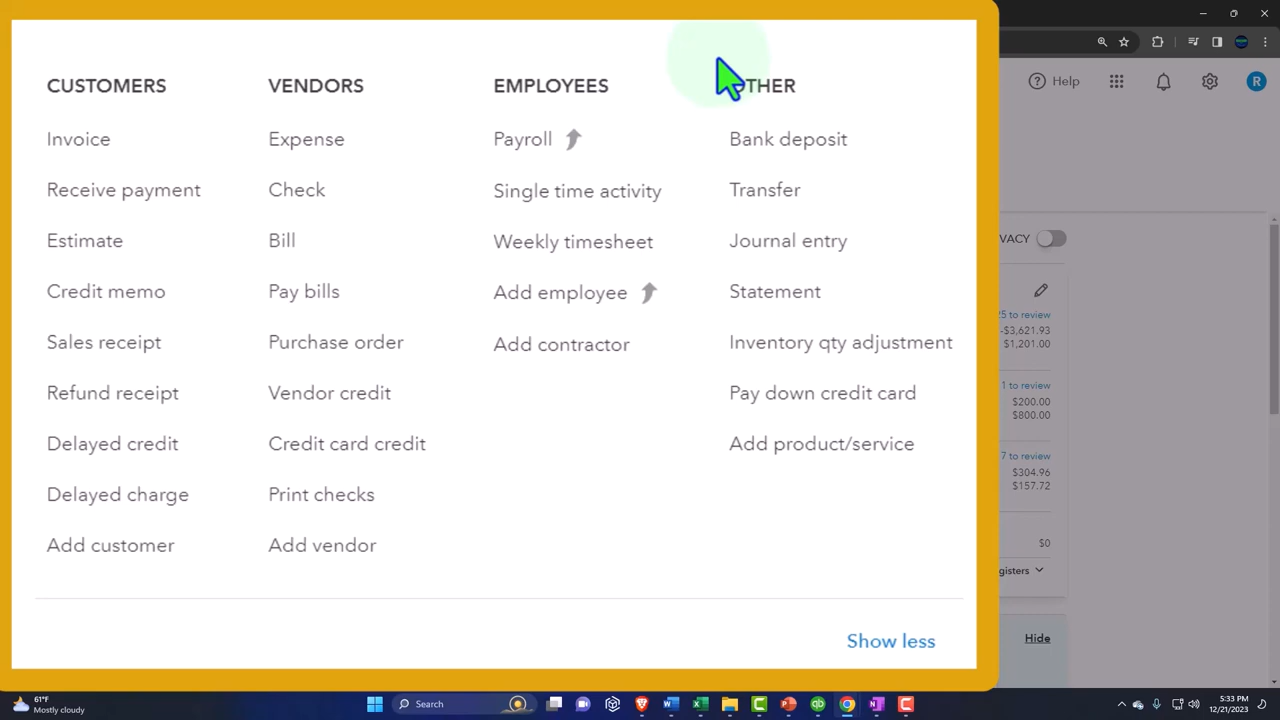 CUSTOMERS
Invoice
Receive payment
Estimate
Credit memo
Sales receipt
Refund receipt
Delayed credit
Delayed charge
Add customer
VENDORS
Expense
Check
Bill
Pay bills
Purchase order
Vendor credit
Credit card credit
Print checks
Add vendor
EMPLOYEES
Payroll
Single time activity
Weekly timesheet
Add employee
Add contractor
OTHER
Bank deposit
Transfer
Journal entry
Statement
Inventory qty adjustment
Pay down credit card
Add product/service
Show less
Help
R
VACY
25 to review
-$3,621.93
$1,201.00
1 to review
$200.00
$800.00
7 to review
$304.96
$157.72
$0
egisters
Hide
61°F
Mostly cloudy
Search
5:33 PM
12/21/2023